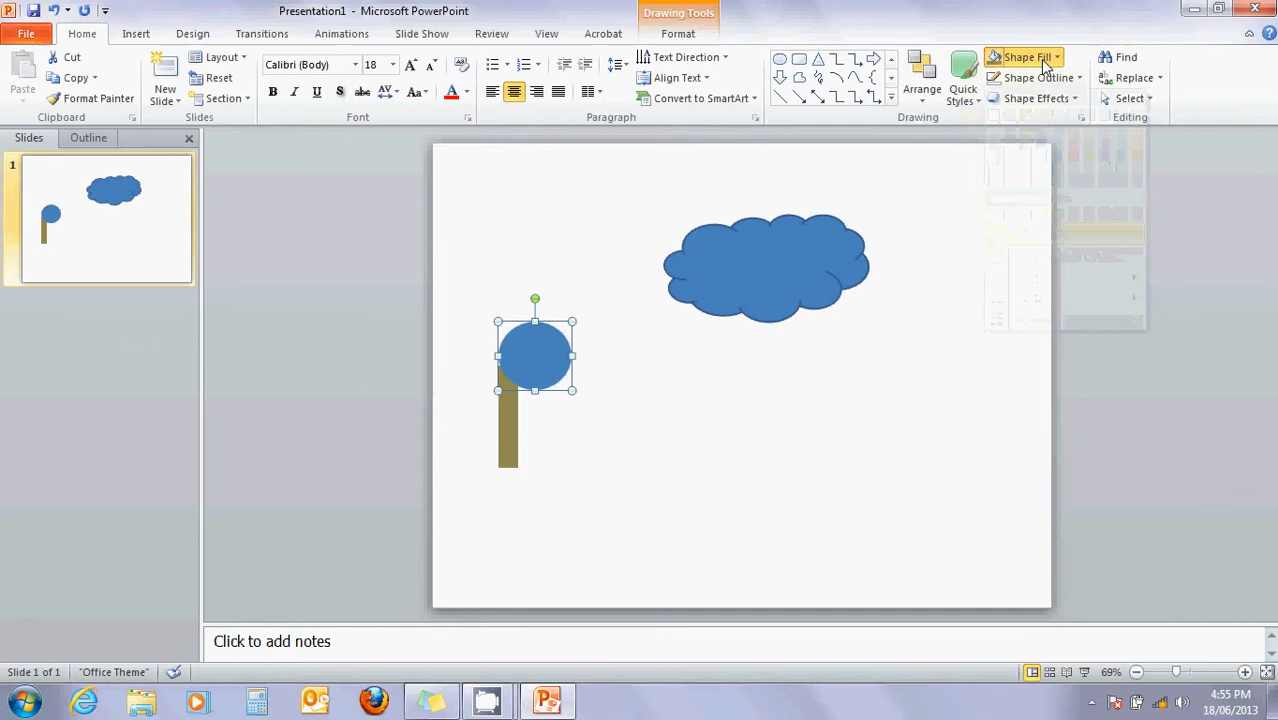 Presentation1 - Microsoft PowerPoint
Drawing Tools
File Home Insert Design Transitions Animations Slide Show Review View Acrobat Format
Paste
Cut
Copy
Format Painter
Clipboard
New Slide
Layout
Reset
Section
Slides
Calibri (Body) 18
B I U S abc AV Aa A
Font
Text Direction
Align Text
Convert to SmartArt
Paragraph
Arrange
Quick Styles
Shape Fill
Shape Outline
Shape Effects
Drawing
Find
Replace
Select
Editing
Slides Outline
1
Click to add notes
Slide 1 of 1 "Office Theme" 69%
4:55 PM
18/06/2013